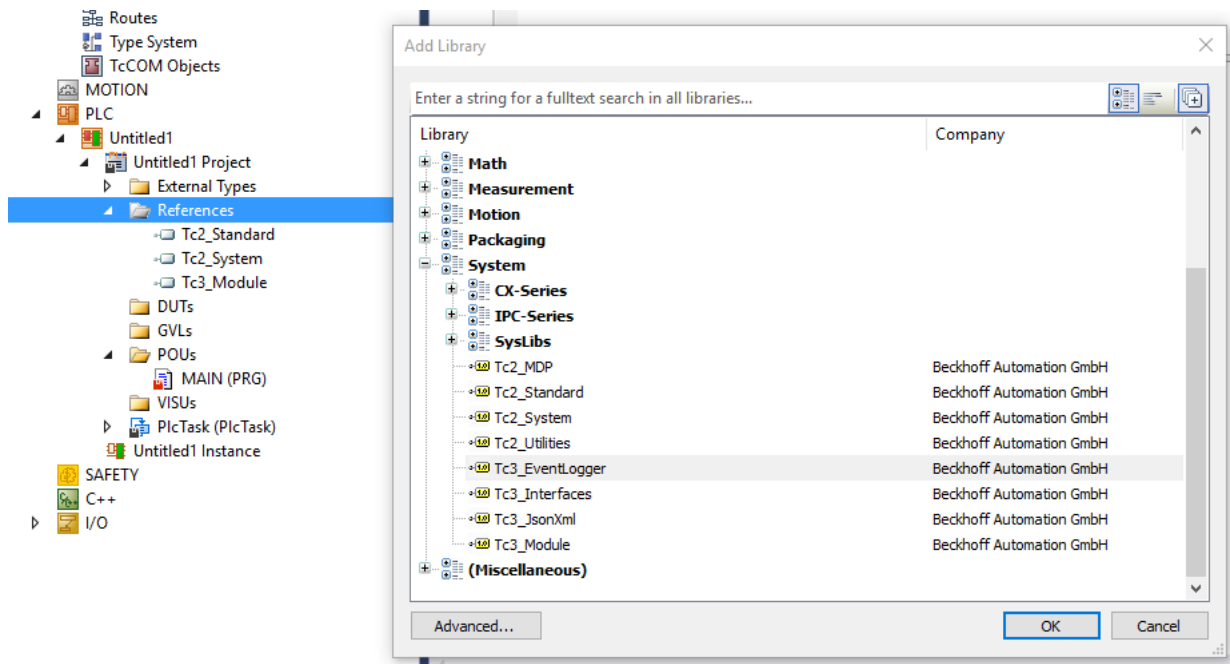 Routes
Type System
TcCOM Objects
MOTION
PLC
Untitled1
Untitled1 Project
External Types
References
Tc2_Standard
Tc2_System
Tc3_Module
DUTs
GVLs
POUs
MAIN (PRG)
VISUs
PlcTask (PlcTask)
Untitled1 Instance
SAFETY
C++
I/O
Add Library
Enter a string for a fulltext search in all libraries...
Library Company
Math
Measurement
Motion
Packaging
System
CX-Series
IPC-Series
SysLibs
Tc2_MDP Beckhoff Automation GmbH
Tc2_Standard Beckhoff Automation GmbH
Tc2_System Beckhoff Automation GmbH
Tc2_Utilities Beckhoff Automation GmbH
Tc3_EventLogger Beckhoff Automation GmbH
Tc3_Interfaces Beckhoff Automation GmbH
Tc3_JsonXml Beckhoff Automation GmbH
Tc3_Module Beckhoff Automation GmbH
(Miscellaneous)
Advanced... OK Cancel